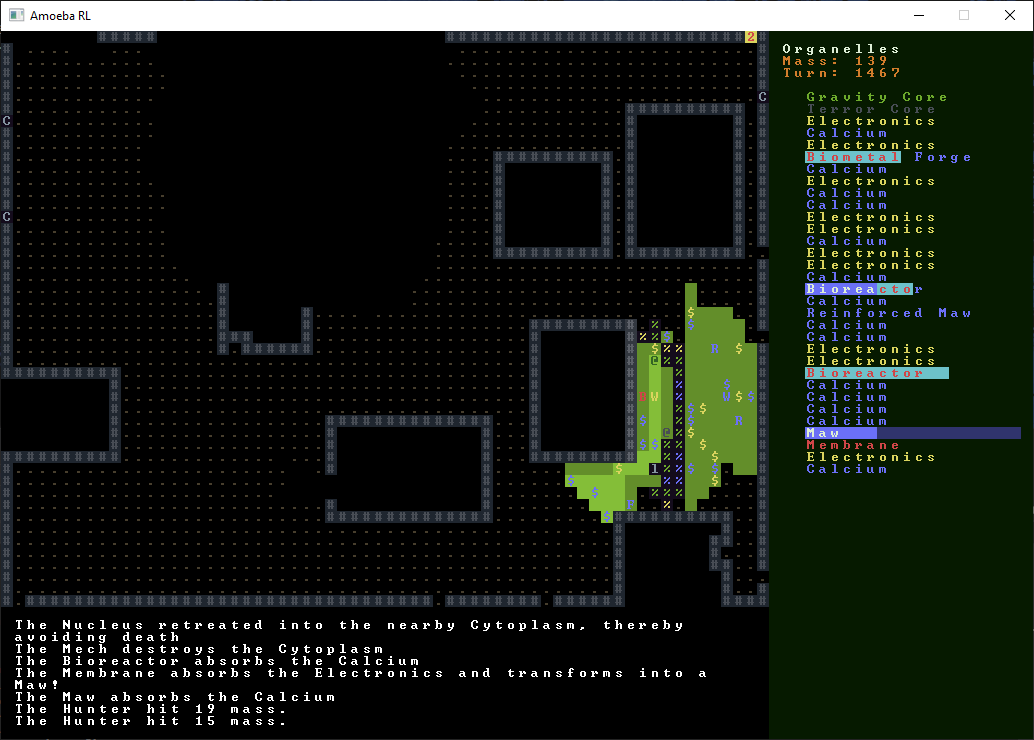 Amoeba RL
Organelles
Mass: 139
Turn: 1467
Gravity Core
Terror Core
Electronics
Calcium
Electronics
Biometal Forge
Calcium
Electronics
Calcium
Calcium
Electronics
Electronics
Calcium
Electronics
Electronics
Calcium
Bioreactor
Calcium
Reinforced Maw
Calcium
Calcium
Electronics
Electronics
Bioreactor
Calcium
Calcium
Calcium
Calcium
Maw
Membrane
Electronics
Calcium
The Nucleus retreated into the nearby Cytoplasm, thereby
avoiding death
The Mech destroys the Cytoplasm
The Bioreactor absorbs the Calcium
The Membrane absorbs the Electronics and transforms into a
Maw!
The Maw absorbs the Calcium
The Hunter hit 19 mass.
The Hunter hit 15 mass.